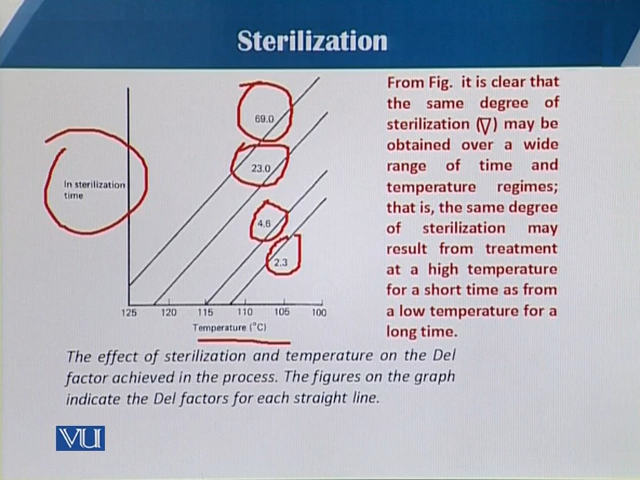 Sterilization
69.0
23.0
4.6
2.3
In sterilization
time
125 120 115 110 105 100
Temperature (°C)
From Fig. it is clear that
the same degree of
sterilization (∇) may be
obtained over a wide
range of time and
temperature regimes;
that is, the same degree
of sterilization may
result from treatment
at a high temperature
for a short time as from
a low temperature for a
long time.
The effect of sterilization and temperature on the Del
factor achieved in the process. The figures on the graph
indicate the Del factors for each straight line.
VU